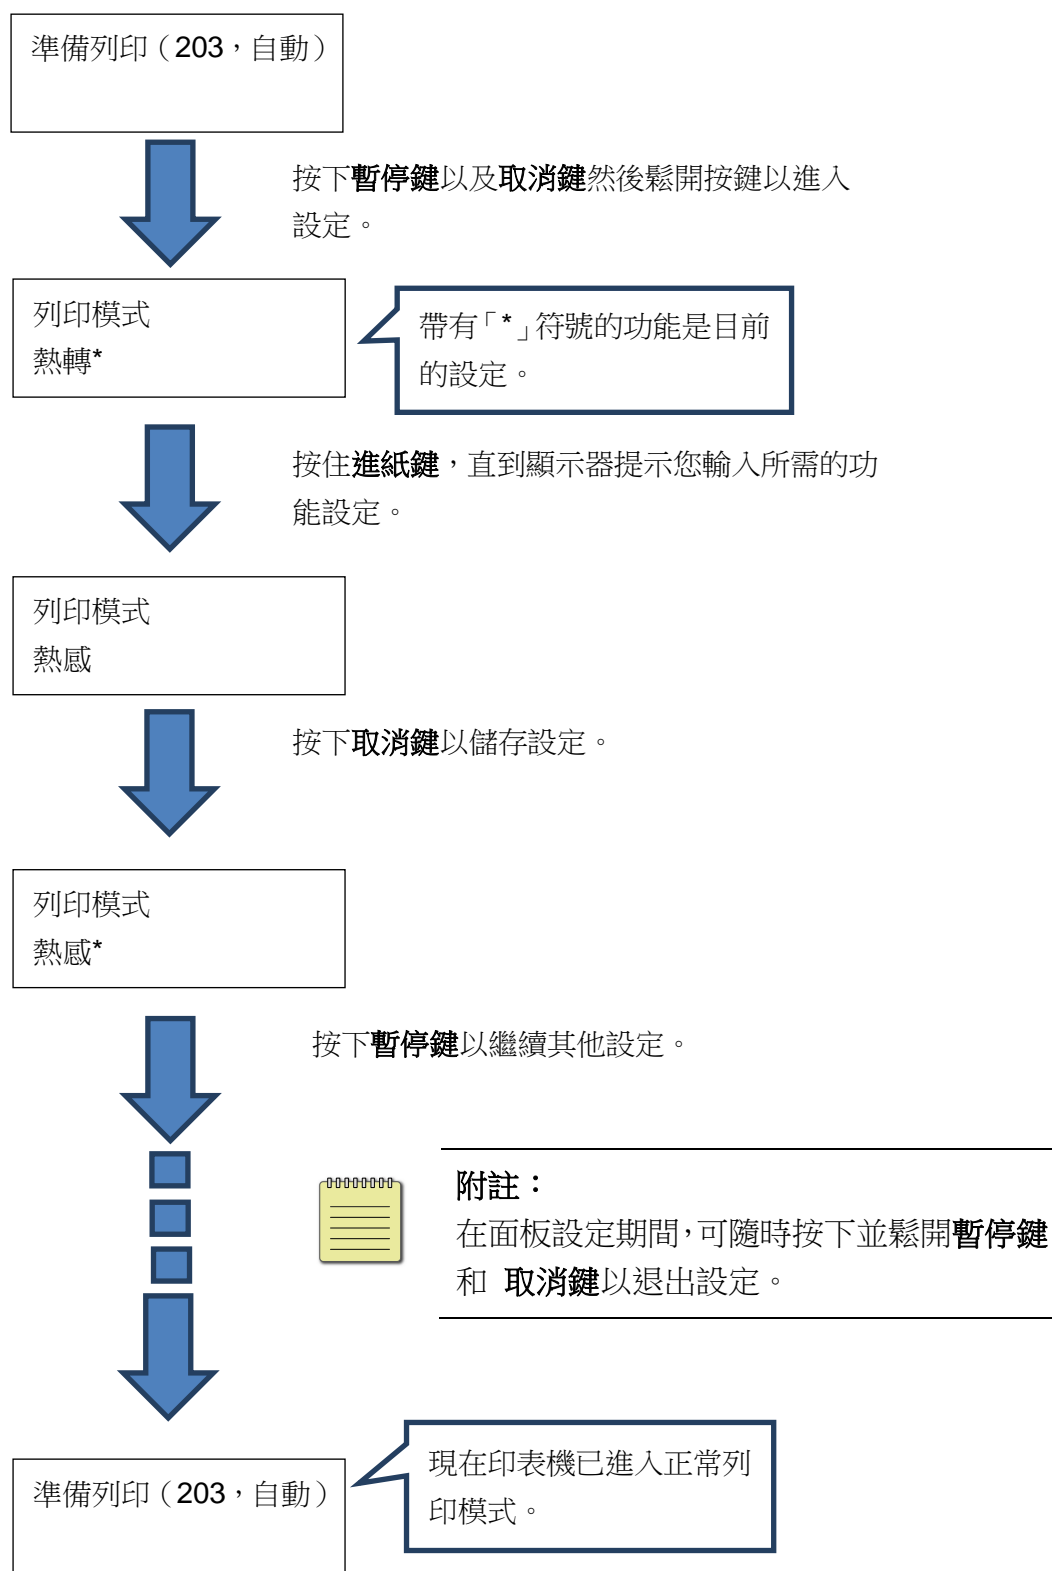 準備列印（203，自動）
按下暫停鍵以及取消鍵然後鬆開按鍵以進入
設定。
列印模式
熱轉*
帶有「*」符號的功能是目前
的設定。
按住進紙鍵，直到顯示器提示您輸入所需的功
能設定。
列印模式
熱感
按下取消鍵以儲存設定。
列印模式
熱感*
按下暫停鍵以繼續其他設定。
附註：
在面板設定期間，可隨時按下並鬆開暫停鍵
和 取消鍵以退出設定。
現在印表機已進入正常列
印模式。
準備列印（203，自動）